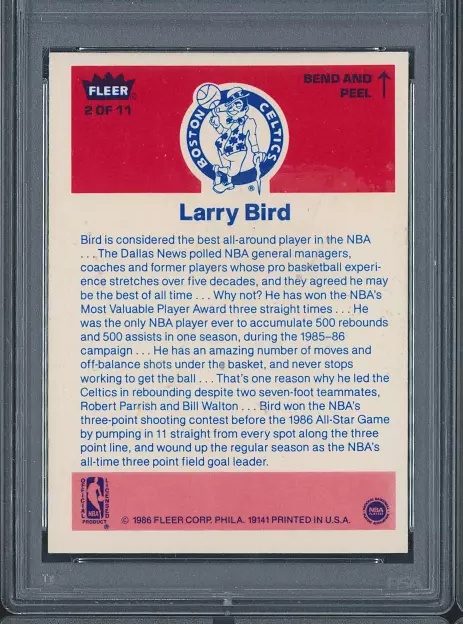 FLEER
2 OF 11
BEND AND
PEEL
BOSTON CELTICS
Larry Bird
Bird is considered the best all-around player in the NBA
. . . The Dallas News polled NBA general managers,
coaches and former players whose pro basketball experi-
ence stretches over five decades, and they agreed he may
be the best of all time . . . Why not? He has won the NBA's
Most Valuable Player Award three straight times . . . He
was the only NBA player ever to accumulate 500 rebounds
and 500 assists in one season, during the 1985–86
campaign . . . He has an amazing number of moves and
off-balance shots under the basket, and never stops
working to get the ball . . . That's one reason why he led the
Celtics in rebounding despite two seven-foot teammates,
Robert Parrish and Bill Walton . . . Bird won the NBA's
three-point shooting contest before the 1986 All-Star Game
by pumping in 11 straight from every spot along the three
point line, and wound up the regular season as the NBA's
all-time three point field goal leader.
OFFICIAL LICENSED
NBA
PRODUCT
© 1986 FLEER CORP. PHILA. 19141 PRINTED IN U.S.A.
NBA
PLAYERS
PSA